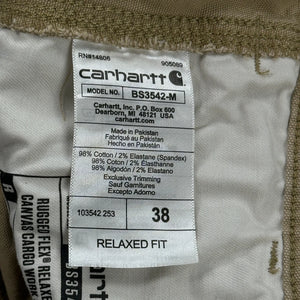 RN#14806 905089
carhartt
MODEL NO. BS3542-M
Carhartt, Inc. P.O. Box 600
Dearborn, MI 48121 USA
carhartt.com
Made in Pakistan
Fabriqué au Pakistan
Hecho en Pakistan
98% Cotton / 2% Elastane (Spandex)
98% Coton / 2% Élasthanne
98% Algodón / 2% Elastano
Exclusive Trimming
Sauf Garnitures
Excepto Adorno
103542 253 38
RELAXED FIT
RUGGED FLEX® RELAXED
CANVAS CARGO WORK